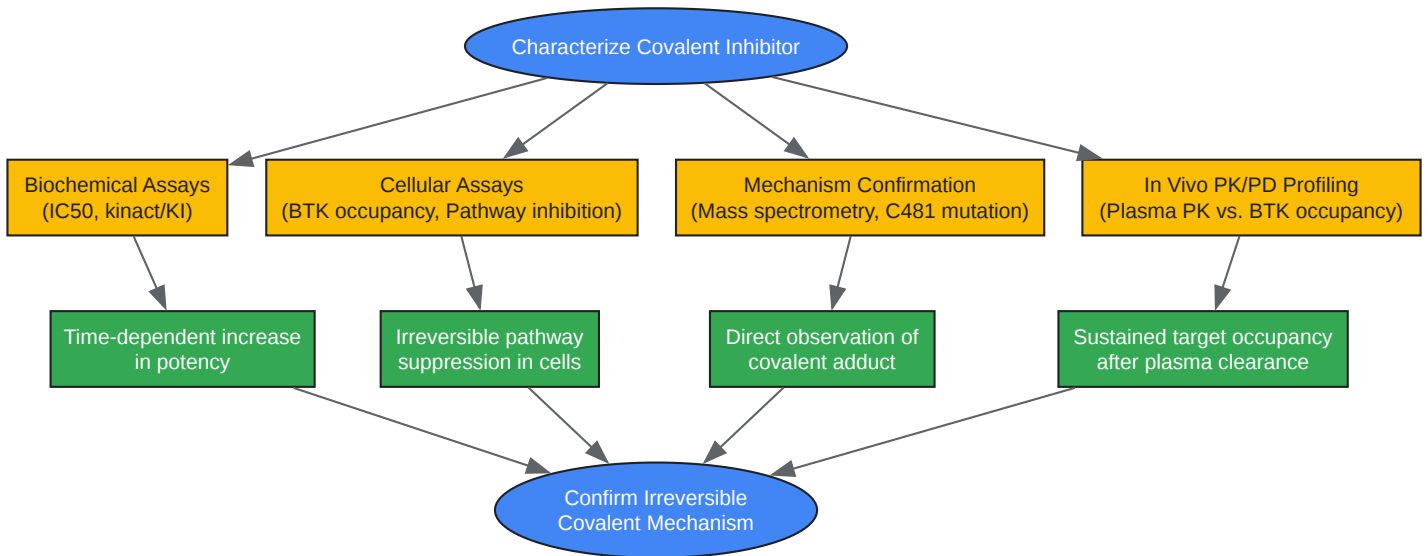 Characterize Covalent Inhibitor
Biochemical Assays
(IC50, kinact/KI)
Cellular Assays
(BTK occupancy, Pathway inhibition)
Mechanism Confirmation
(Mass spectrometry, C481 mutation)
In Vivo PK/PD Profiling
(Plasma PK vs. BTK occupancy)
Time-dependent increase
in potency
Irreversible pathway
suppression in cells
Direct observation of
covalent adduct
Sustained target occupancy
after plasma clearance
Confirm Irreversible
Covalent Mechanism